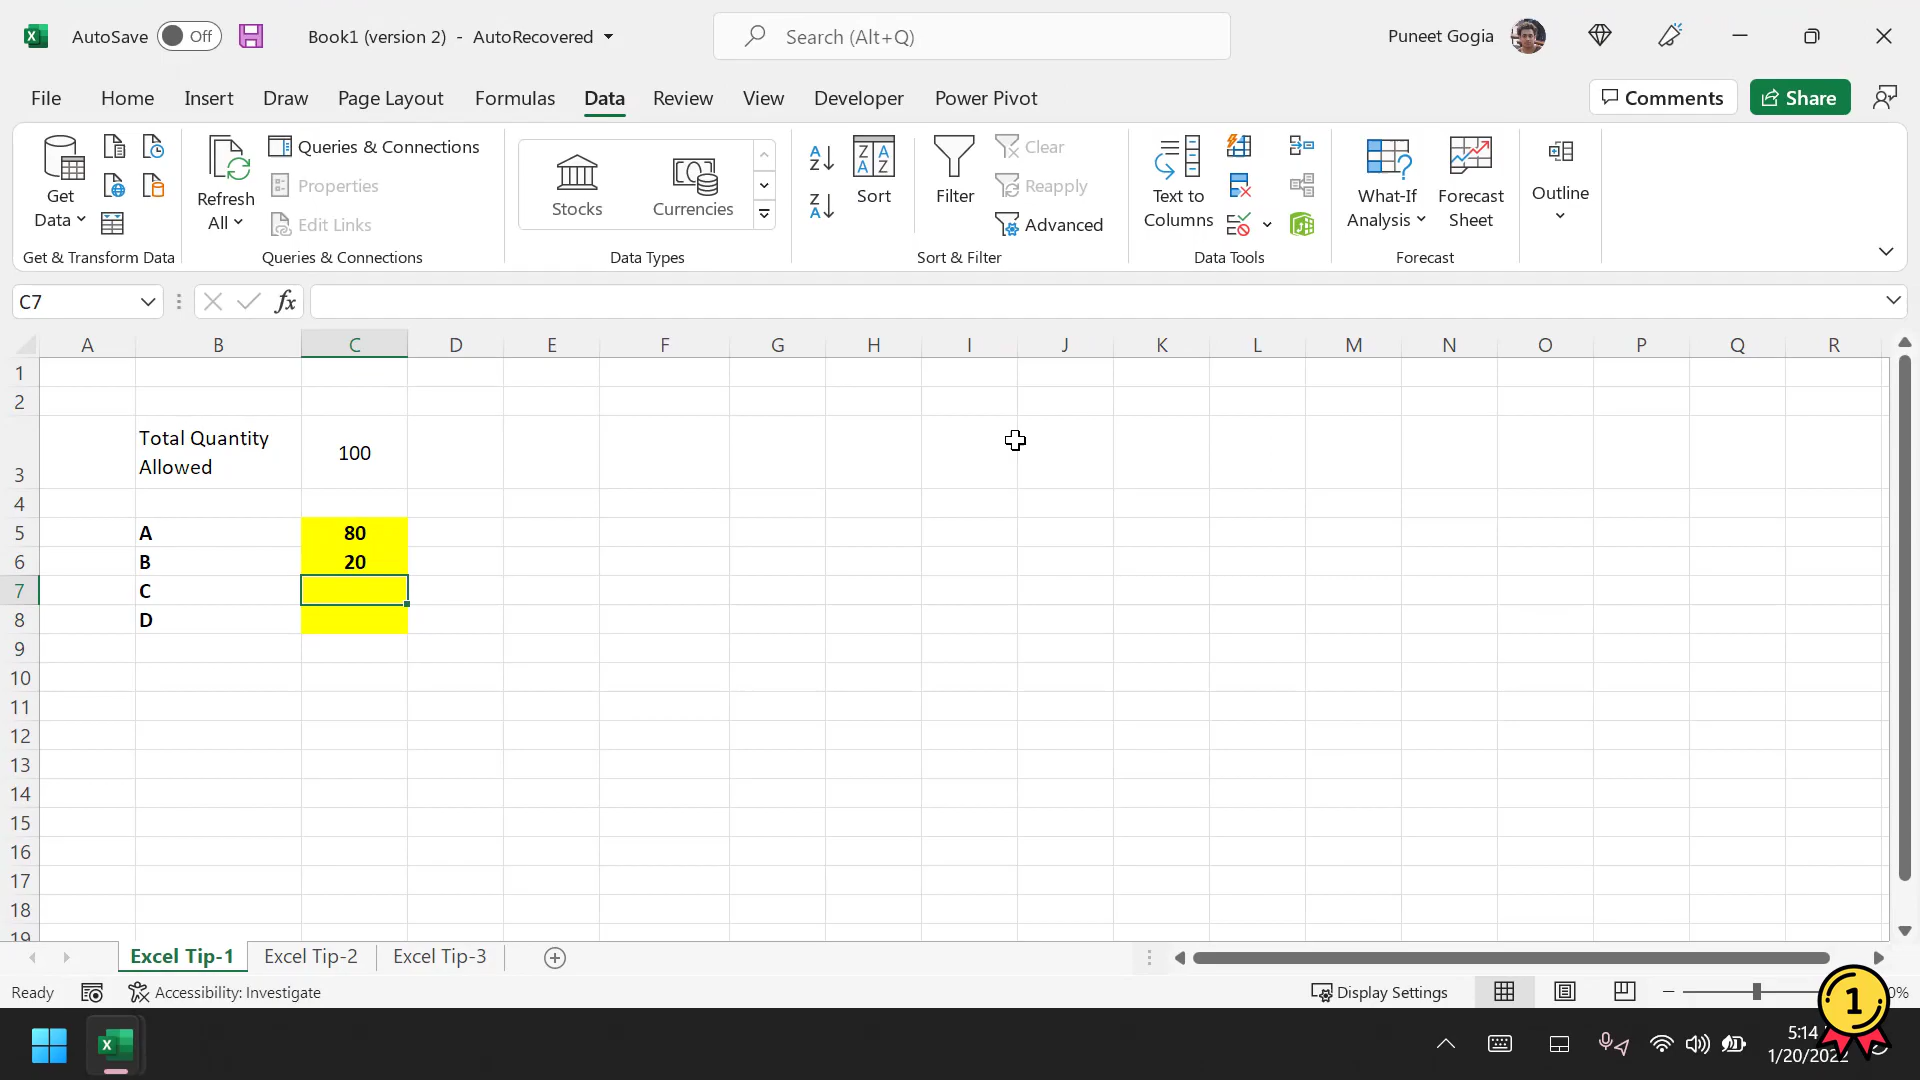 AutoSave Off Book1 (version 2) - AutoRecovered Search (Alt+Q) Puneet Gogia
File Home Insert Draw Page Layout Formulas Data Review View Developer Power Pivot Comments Share
Get Data
Refresh All
Queries & Connections
Properties
Edit Links
Stocks
Currencies
Sort
Filter
Clear
Reapply
Advanced
Text to Columns
What-If Analysis
Forecast Sheet
Outline
Get & Transform Data Queries & Connections Data Types Sort & Filter Data Tools Forecast
C7 fx
A B C D E F G H I J K L M N O P Q R
1
2
3 Total Quantity Allowed 100
4
5 A 80
6 B 20
7 C
8 D
9
10
11
12
13
14
15
16
17
18
19
Excel Tip-1 Excel Tip-2 Excel Tip-3
Ready Accessibility: Investigate Display Settings 0%
1
5:14
1/20/2022